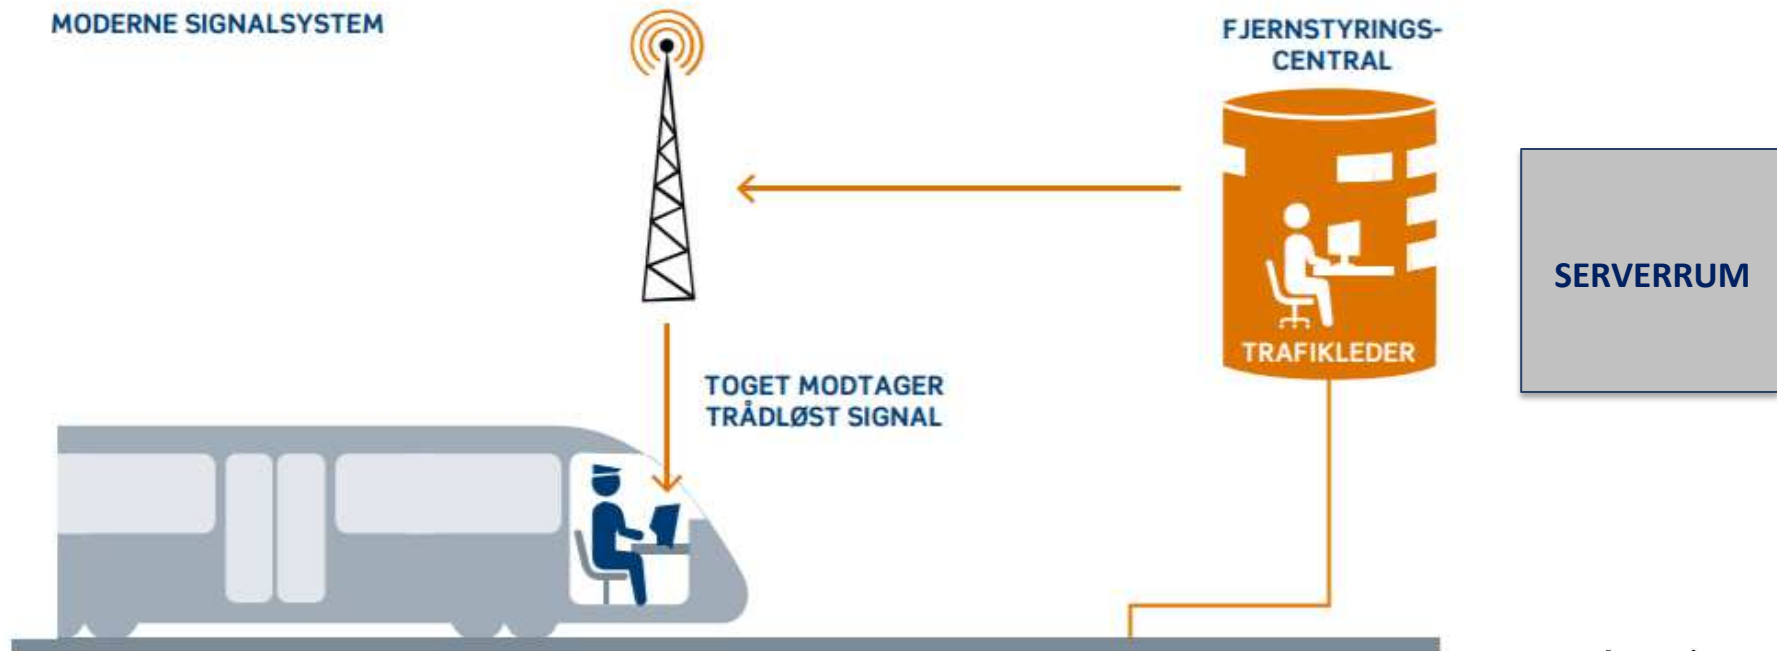 MODERNE SIGNALSYSTEM
FJERNSTYRINGS-
CENTRAL
SERVERRUM
TRAFIKLEDER
TOGET MODTAGER
TRÅDLØST SIGNAL